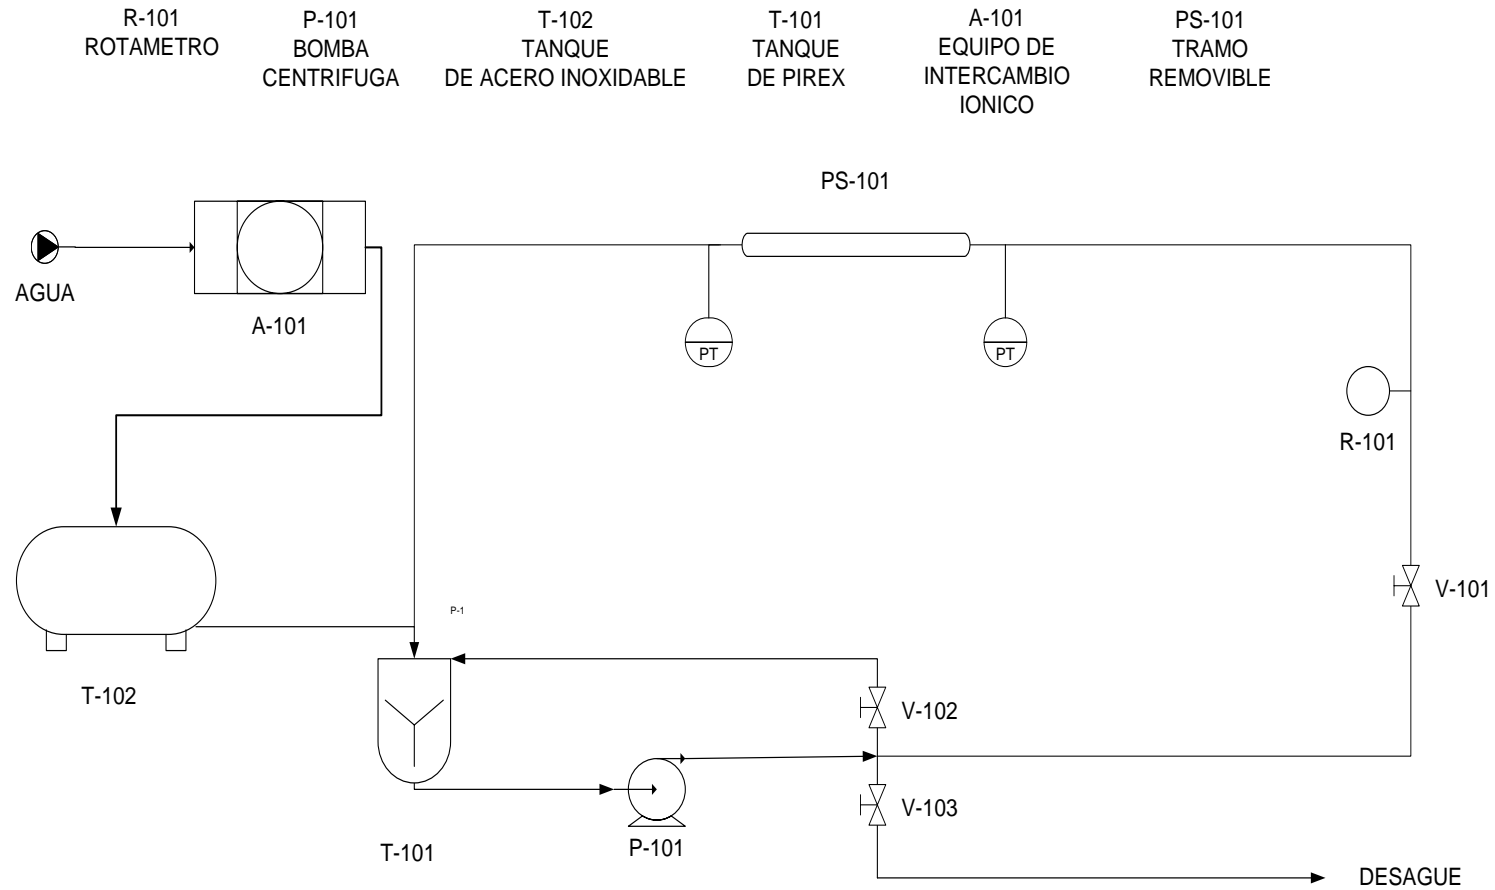 R-101
ROTAMETRO
P-101
BOMBA
CENTRIFUGA
T-102
TANQUE
DE ACERO INOXIDABLE
T-101
TANQUE
DE PIREX
A-101
EQUIPO DE
INTERCAMBIO
IONICO
PS-101
TRAMO
REMOVIBLE
PS-101
AGUA
A-101
PT
PT
R-101
V-101
P-1
T-102
V-102
V-103
T-101
P-101
DESAGUE